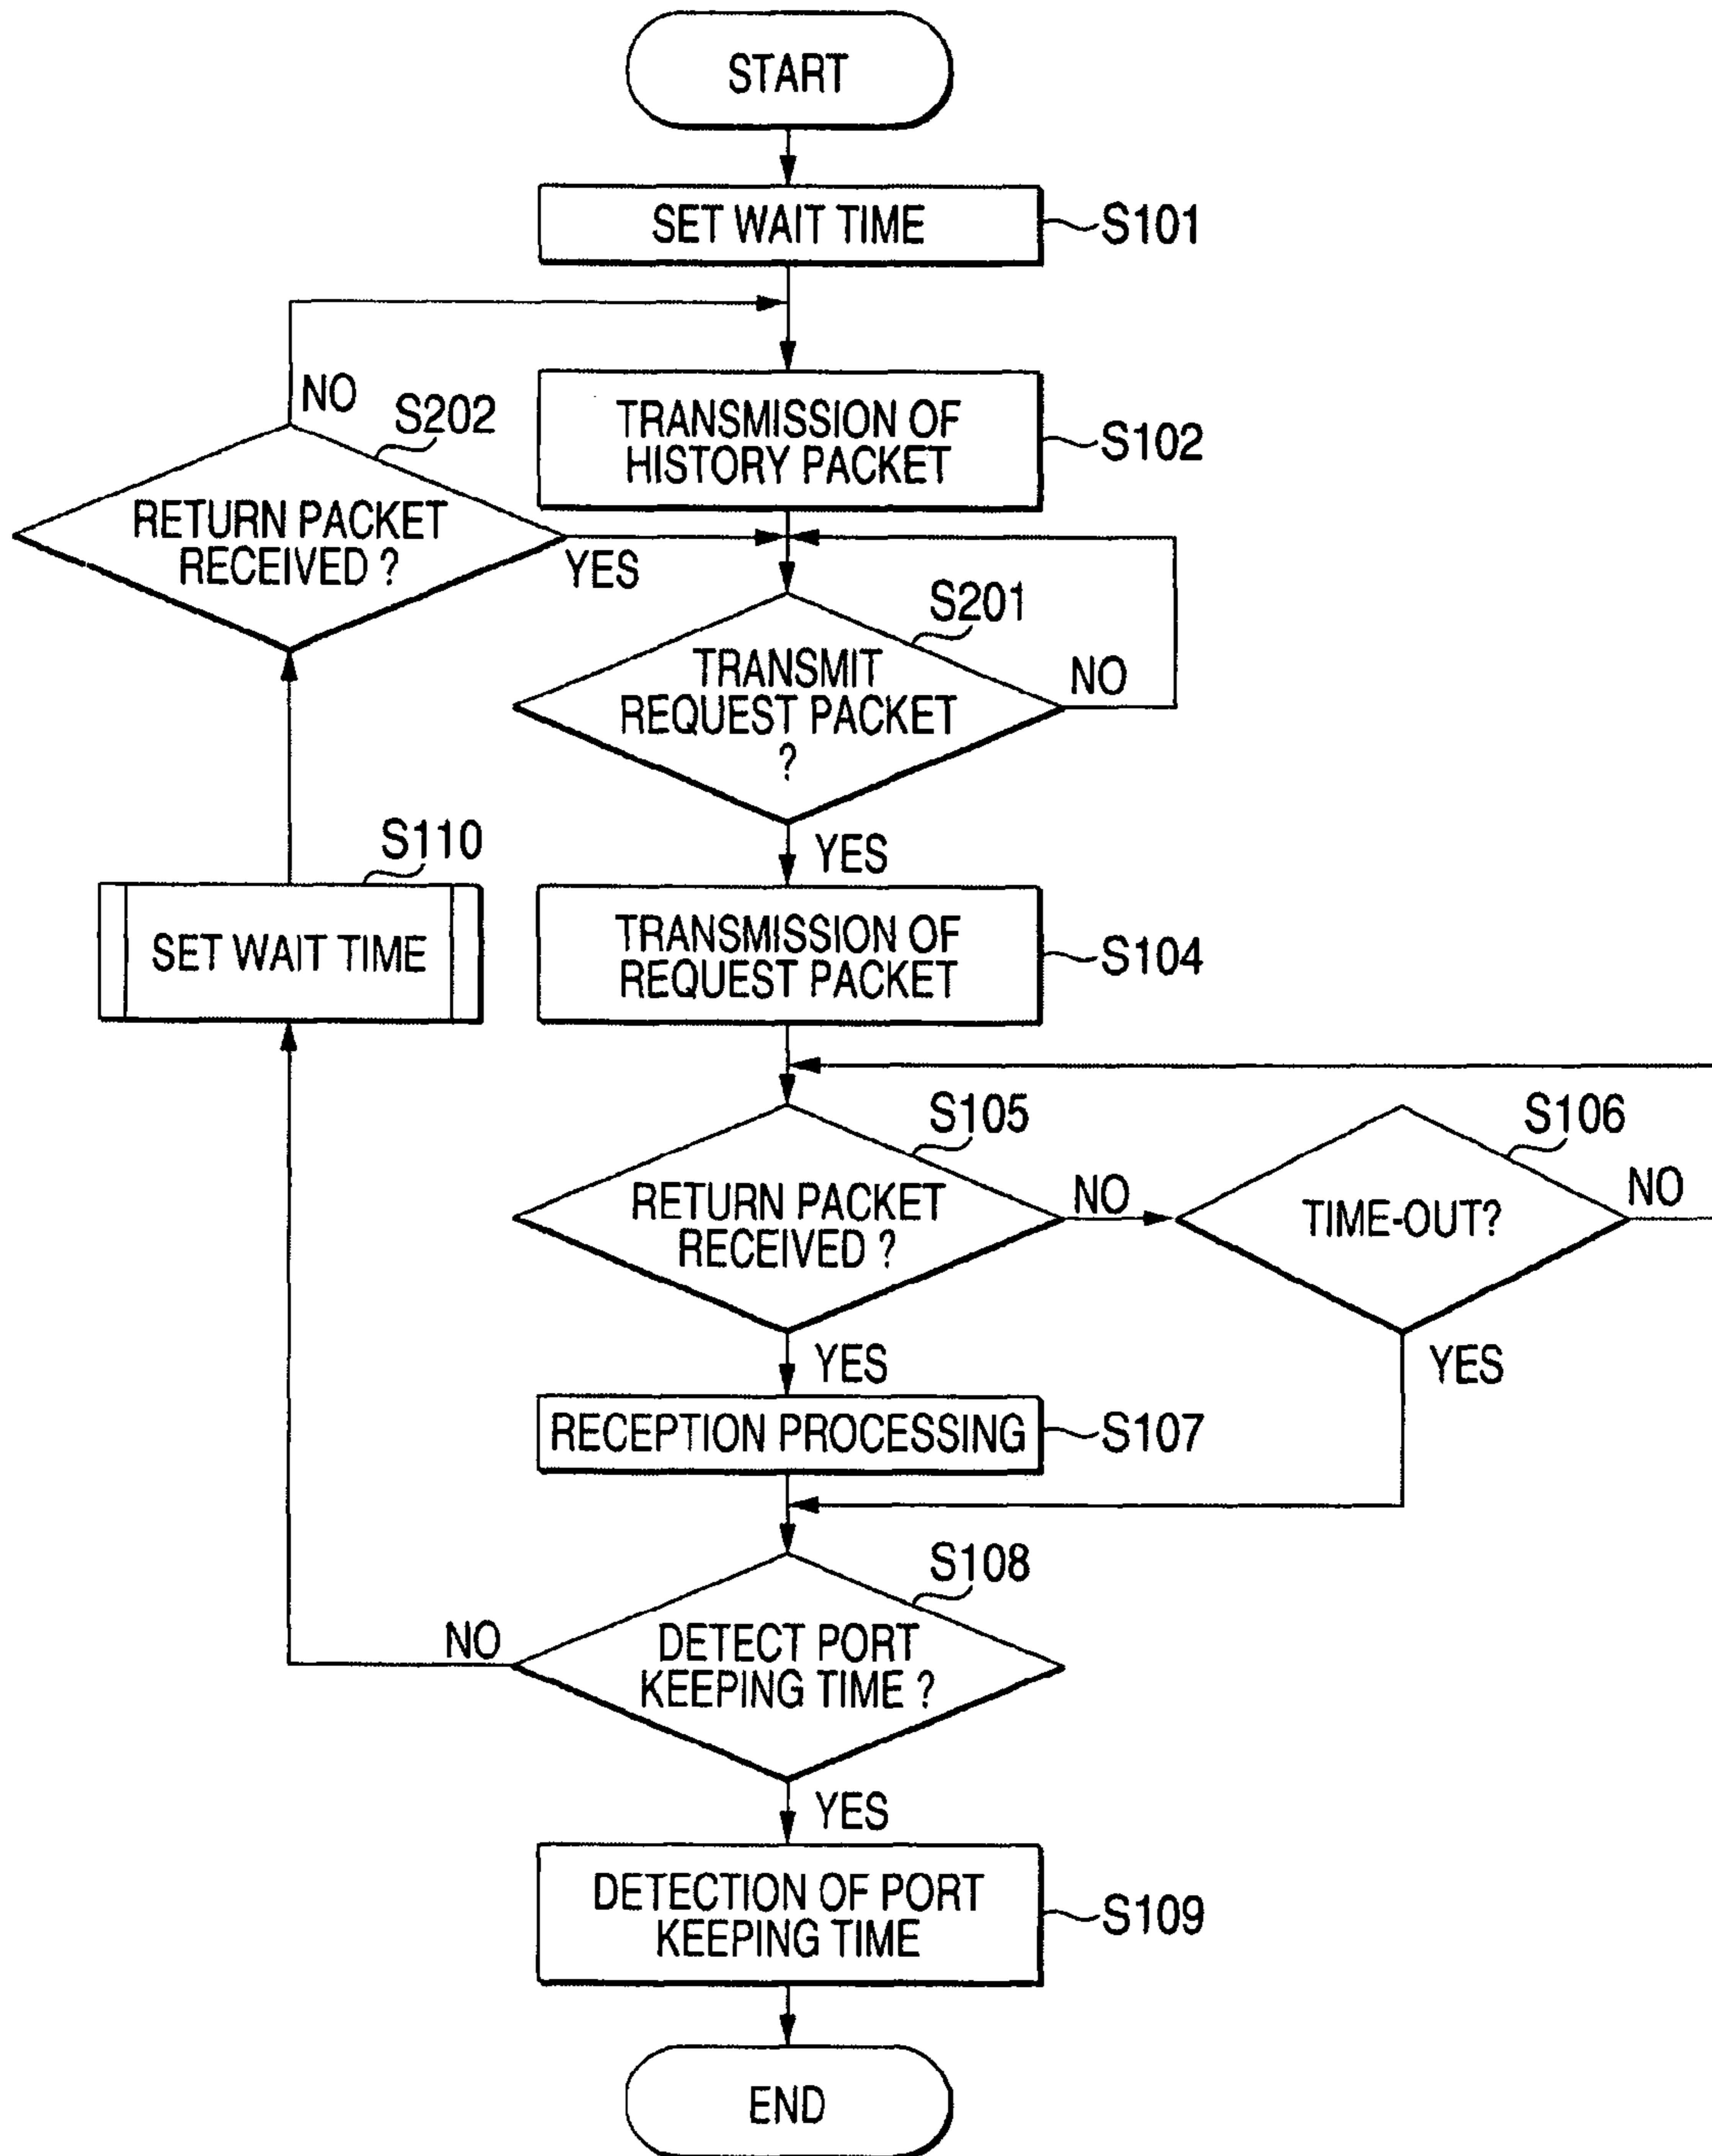 START
SET WAIT TIME
S101
NO
S202
TRANSMISSION OF
HISTORY PACKET
S102
RETURN PACKET
RECEIVED ?
YES
S201
TRANSMIT
REQUEST PACKET
?
NO
YES
S110
SET WAIT TIME
TRANSMISSION OF
REQUEST PACKET
S104
S105
RETURN PACKET
RECEIVED ?
NO
S106
TIME-OUT?
NO
YES
YES
RECEPTION PROCESSING
S107
S108
DETECT PORT
KEEPING TIME ?
NO
YES
DETECTION OF PORT
KEEPING TIME
S109
END